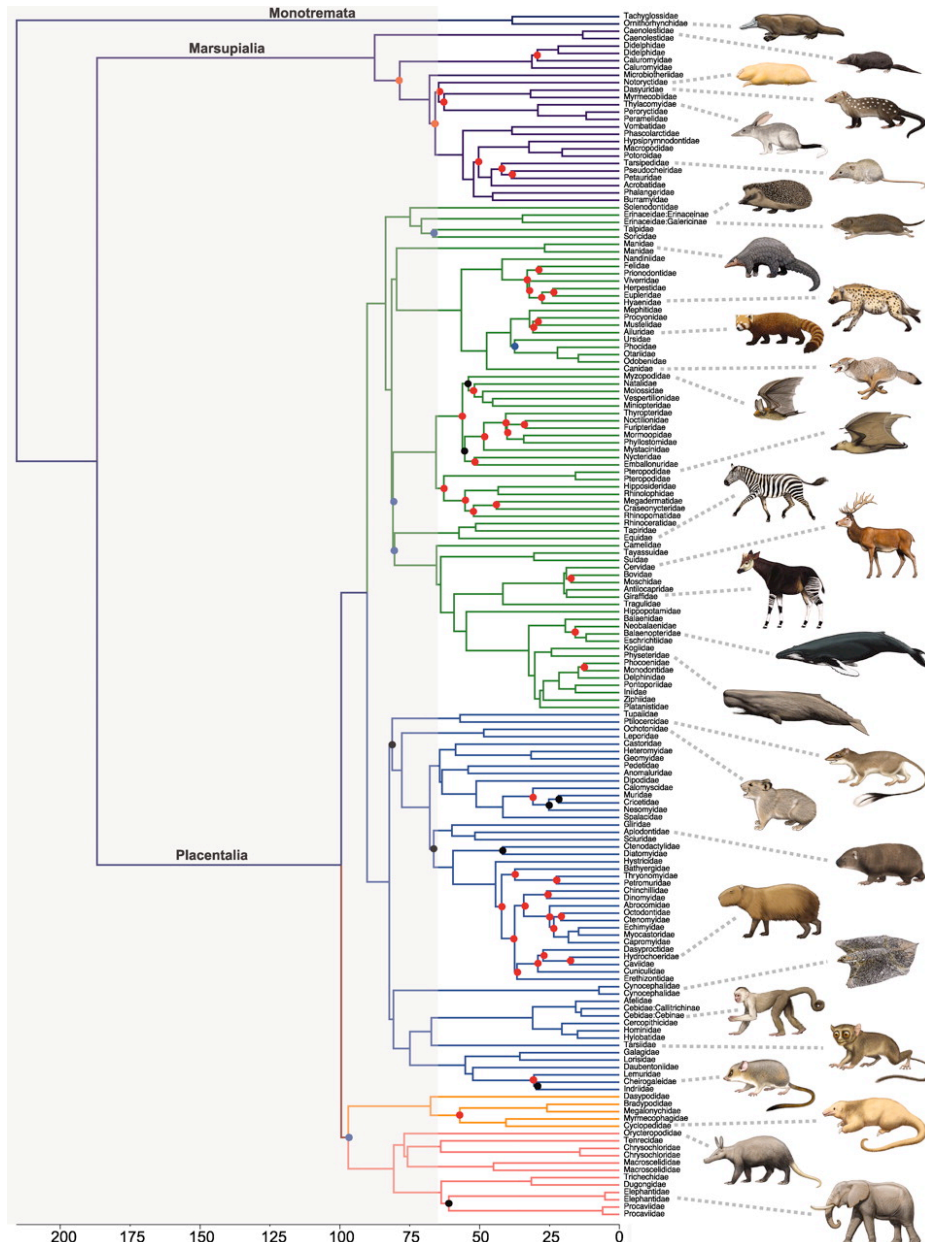 Monotremata
Marsupialia
Placentalia
Tachyglossidae
Ornithorhynchidae
Caenolestidae
Caenolestidae
Didelphidae
Didelphidae
Caluromyidae
Caluromyidae
Microbiotheriidae
Notoryctidae
Dasyuridae
Myrmecobiidae
Thylacomyidae
Peroryctidae
Peramelidae
Vombatidae
Phascolarctidae
Hypsiprymnodontidae
Macropodidae
Potoroidae
Tarsipedidae
Pseudocheiridae
Petauridae
Acrobatidae
Phalangeridae
Burramyidae
Solenodontidae
Erinaceidae:Erinaceinae
Erinaceidae:Galericinae
Talpidae
Soricidae
Manidae
Manidae
Nandiniidae
Felidae
Prionodontidae
Viverridae
Herpestidae
Eupleridae
Hyaenidae
Mephitidae
Procyonidae
Mustelidae
Ailuridae
Ursidae
Phocidae
Otariidae
Odobenidae
Canidae
Myzopodidae
Natalidae
Molossidae
Vespertilionidae
Miniopteridae
Thyropteridae
Noctilionidae
Furipteridae
Mormoopidae
Phyllostomidae
Mystacinidae
Nycteridae
Emballonuridae
Pteropodidae
Pteropodidae
Hipposideridae
Rhinolophidae
Megadermatidae
Craseonycteridae
Rhinopomatidae
Rhinoceratidae
Tapiridae
Equidae
Camelidae
Tayassuidae
Suidae
Cervidae
Bovidae
Moschidae
Antilocapridae
Giraffidae
Tragulidae
Hippopotamidae
Balaenidae
Neobalaenidae
Balaenopteridae
Eschrichtiidae
Kogiidae
Physeteridae
Phocoenidae
Monodontidae
Delphinidae
Pontoporiidae
Iniidae
Ziphiidae
Platanistidae
Tupaiidae
Ptilocercidae
Ochotonidae
Leporidae
Castoridae
Heteromyidae
Geomyidae
Pedetidae
Anomaluridae
Dipodidae
Calomyscidae
Muridae
Cricetidae
Nesomyidae
Spalacidae
Gliridae
Aplodontidae
Sciuridae
Ctenodactylidae
Diatomyidae
Hystricidae
Bathyergidae
Thryonomyidae
Petromuridae
Chinchillidae
Dinomyidae
Abrocomidae
Octodontidae
Ctenomyidae
Echimyidae
Myocastoridae
Capromyidae
Dasyproctidae
Hydrochoeridae
Caviidae
Cuniculidae
Erethizontidae
Cynocephalidae
Cynocephalidae
Atelidae
Cebidae:Callitrichinae
Cebidae:Cebinae
Cercopithicidae
Hominidae
Hylobatidae
Tarsiidae
Galagidae
Lorisidae
Daubentoniidae
Lemuridae
Cheirogaleidae
Indriidae
Dasypodidae
Bradypodidae
Megalonychidae
Myrmecophagidae
Cyclopedidae
Orycteropodidae
Tenrecidae
Chrysochloridae
Chrysochloridae
Macroscelididae
Macroscelididae
Trichechidae
Dugongidae
Elephantidae
Elephantidae
Procaviidae
Procaviidae
200 175 150 125 100 75 50 25 0